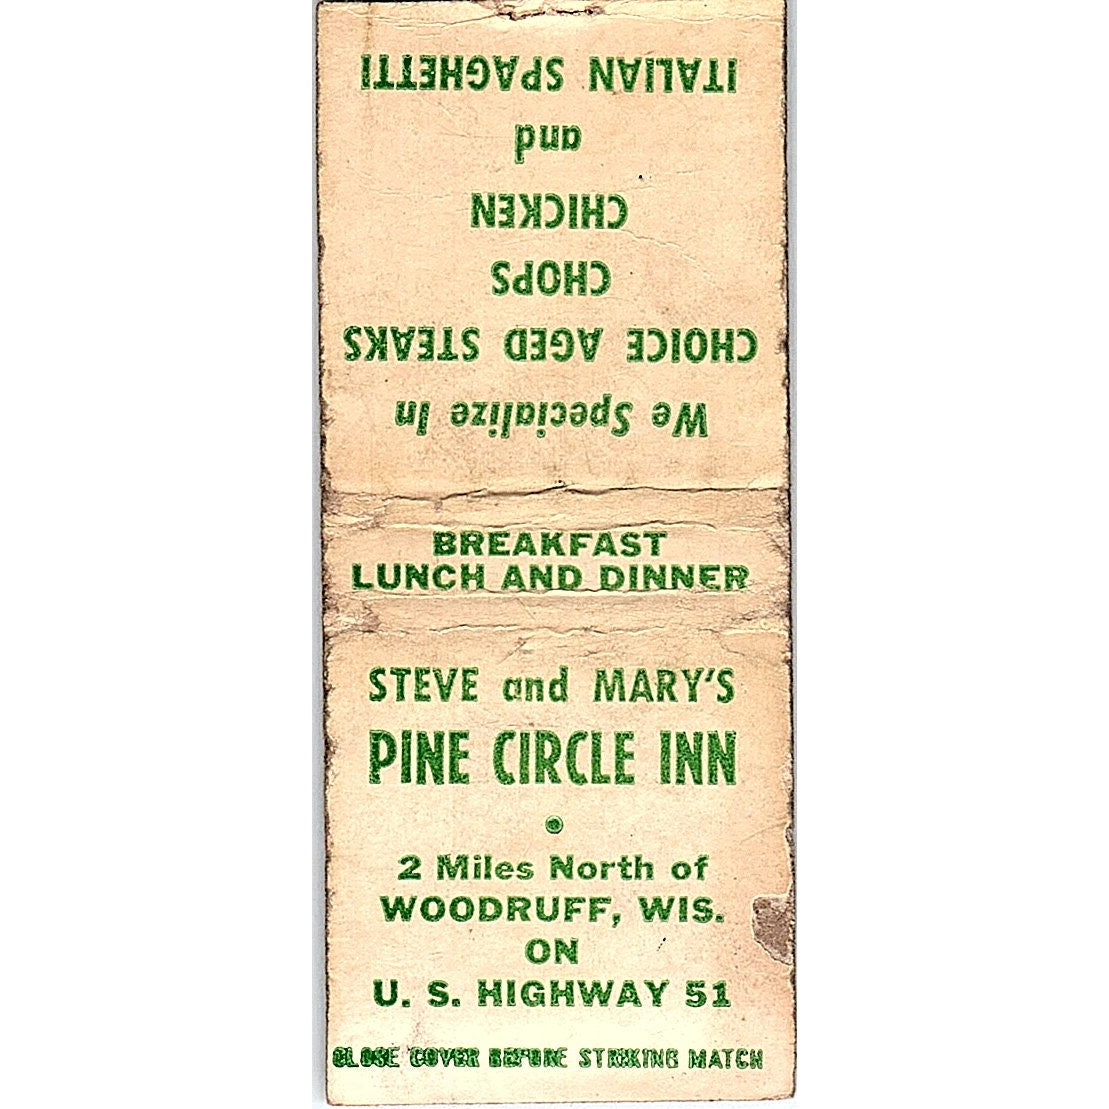 We Specialize In
CHOICE AGED STEAKS
CHOPS
CHICKEN
and
ITALIAN SPAGHETTI
BREAKFAST
LUNCH AND DINNER
STEVE and MARY'S
PINE CIRCLE INN
•
2 Miles North of
WOODRUFF, WIS.
ON
U. S. HIGHWAY 51
CLOSE COVER BEFORE STRIKING MATCH